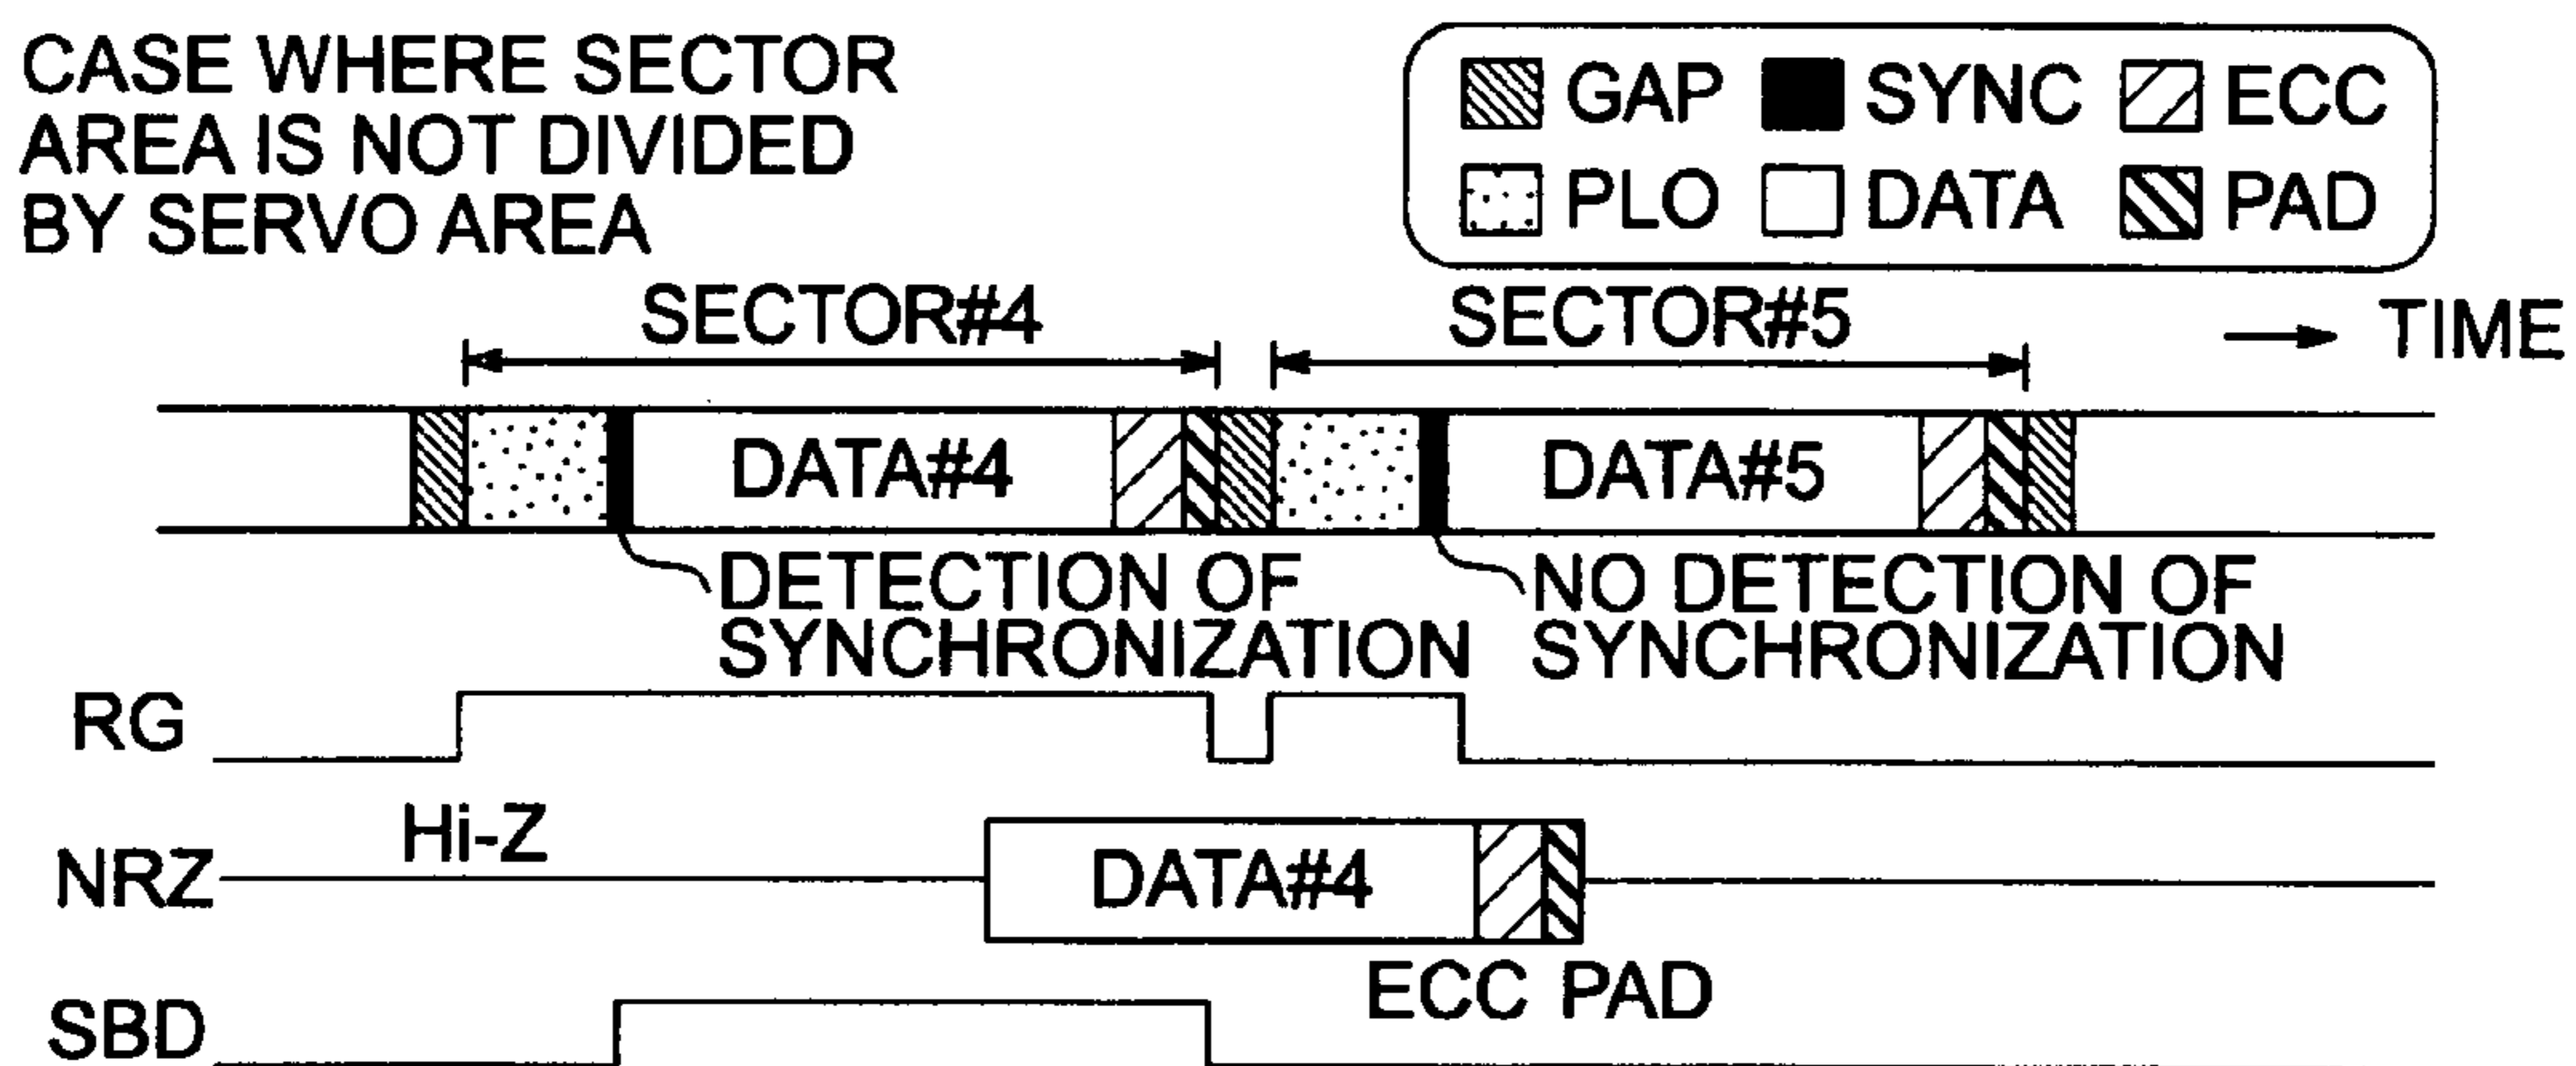 CASE WHERE SECTOR
AREA IS NOT DIVIDED
BY SERVO AREA
GAP SYNC ECC
PLO DATA PAD
SECTOR#4 SECTOR#5 TIME
DATA#4 DATA#5
DETECTION OF NO DETECTION OF
SYNCHRONIZATION SYNCHRONIZATION
RG
Hi-Z
NRZ DATA#4
ECC PAD
SBD